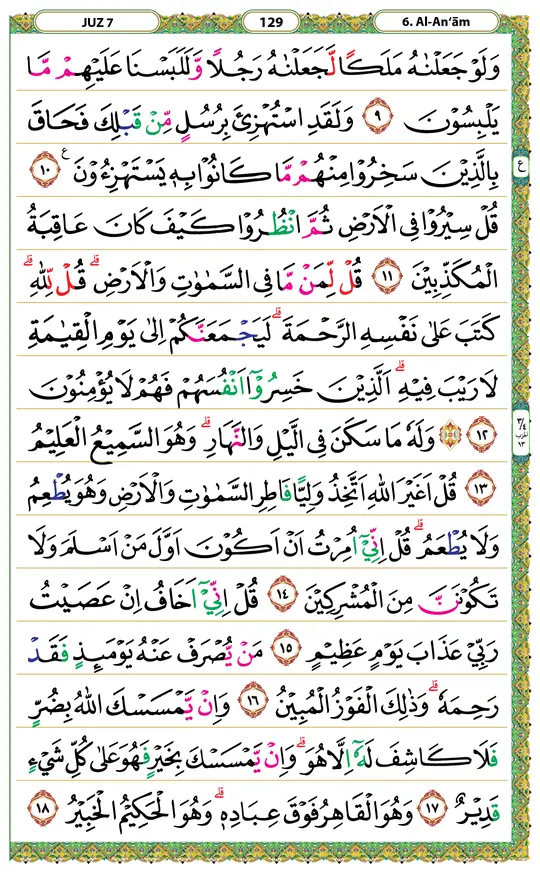 JUZ 7 129 6. Al-An‘ām
وَلَوْ جَعَلْنٰهُ مَلَكًا لَّجَعَلْنٰهُ رَجُلًا وَّلَلَبَسْنَا عَلَيْهِمْ مَّا
يَلْبِسُوْنَ ٩ وَلَقَدِ اسْتُهْزِئَ بِرُسُلٍ مِّنْ قَبْلِكَ فَحَاقَ
بِالَّذِيْنَ سَخِرُوْا مِنْهُمْ مَّا كَانُوْا بِهٖ يَسْتَهْزِءُوْنَ ࣖ ١٠
ع
قُلْ سِيْرُوْا فِى الْاَرْضِ ثُمَّ انْظُرُوْا كَيْفَ كَانَ عَاقِبَةُ
الْمُكَذِّبِيْنَ ١١ قُلْ لِّمَنْ مَّا فِى السَّمٰوٰتِ وَالْاَرْضِۗ قُلْ لِّلّٰهِ ۗ
كَتَبَ عَلٰى نَفْسِهِ الرَّحْمَةَ ۗ لَيَجْمَعَنَّكُمْ اِلٰى يَوْمِ الْقِيٰمَةِ
لَا رَيْبَ فِيْهِۗ اَلَّذِيْنَ خَسِرُوْٓا اَنْفُسَهُمْ فَهُمْ لَا يُؤْمِنُوْنَ
١٢ ۞ وَلَهٗ مَا سَكَنَ فِى الَّيْلِ وَالنَّهَارِ ۗ وَهُوَ السَّمِيْعُ الْعَلِيْمُ
٣/٤
الحزب
١٣
١٣ قُلْ اَغَيْرَ اللّٰهِ اَتَّخِذُ وَلِيًّا فَاطِرِ السَّمٰوٰتِ وَالْاَرْضِ وَهُوَ يُطْعِمُ
وَلَا يُطْعَمُ ۗ قُلْ اِنِّيْٓ اُمِرْتُ اَنْ اَكُوْنَ اَوَّلَ مَنْ اَسْلَمَ وَلَا
تَكُوْنَنَّ مِنَ الْمُشْرِكِيْنَ ١٤ قُلْ اِنِّيْٓ اَخَافُ اِنْ عَصَيْتُ
رَبِّيْ عَذَابَ يَوْمٍ عَظِيْمٍ ١٥ مَنْ يُّصْرَفْ عَنْهُ يَوْمَىِٕذٍ فَقَدْ
رَحِمَهٗ ۗ وَذٰلِكَ الْفَوْزُ الْمُبِيْنُ ١٦ وَاِنْ يَّمْسَسْكَ اللّٰهُ بِضُرٍّ
فَلَا كَاشِفَ لَهٗٓ اِلَّا هُوَ ۗ وَاِنْ يَّمْسَسْكَ بِخَيْرٍ فَهُوَ عَلٰى كُلِّ شَيْءٍ
قَدِيْرٌ ١٧ وَهُوَ الْقَاهِرُ فَوْقَ عِبَادِهٖۗ وَهُوَ الْحَكِيْمُ الْخَبِيْرُ ١٨